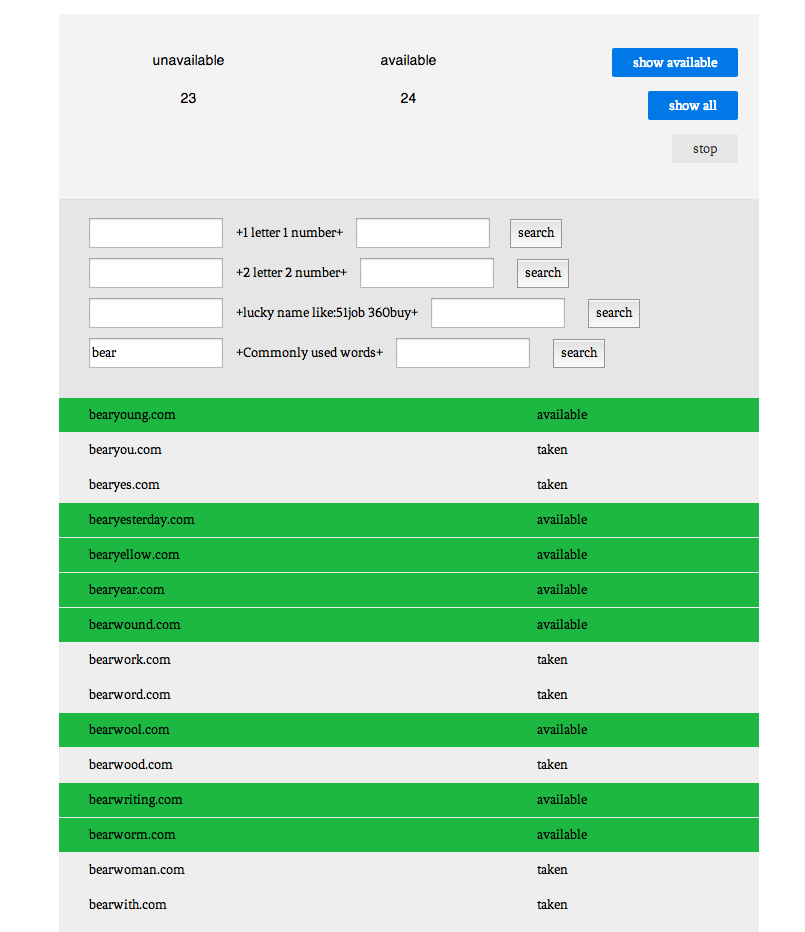 unavailable available show available
23 24 show all
stop
+1 letter 1 number+ search
+2 letter 2 number+ search
+lucky name like:51job 360buy+ search
bear +Commonly used words+ search
bearyoung.com available
bearyou.com taken
bearyes.com taken
bearyesterday.com available
bearyellow.com available
bearyear.com available
bearwound.com available
bearwork.com taken
bearword.com taken
bearwool.com available
bearwood.com taken
bearwriting.com available
bearworm.com available
bearwoman.com taken
bearwith.com taken